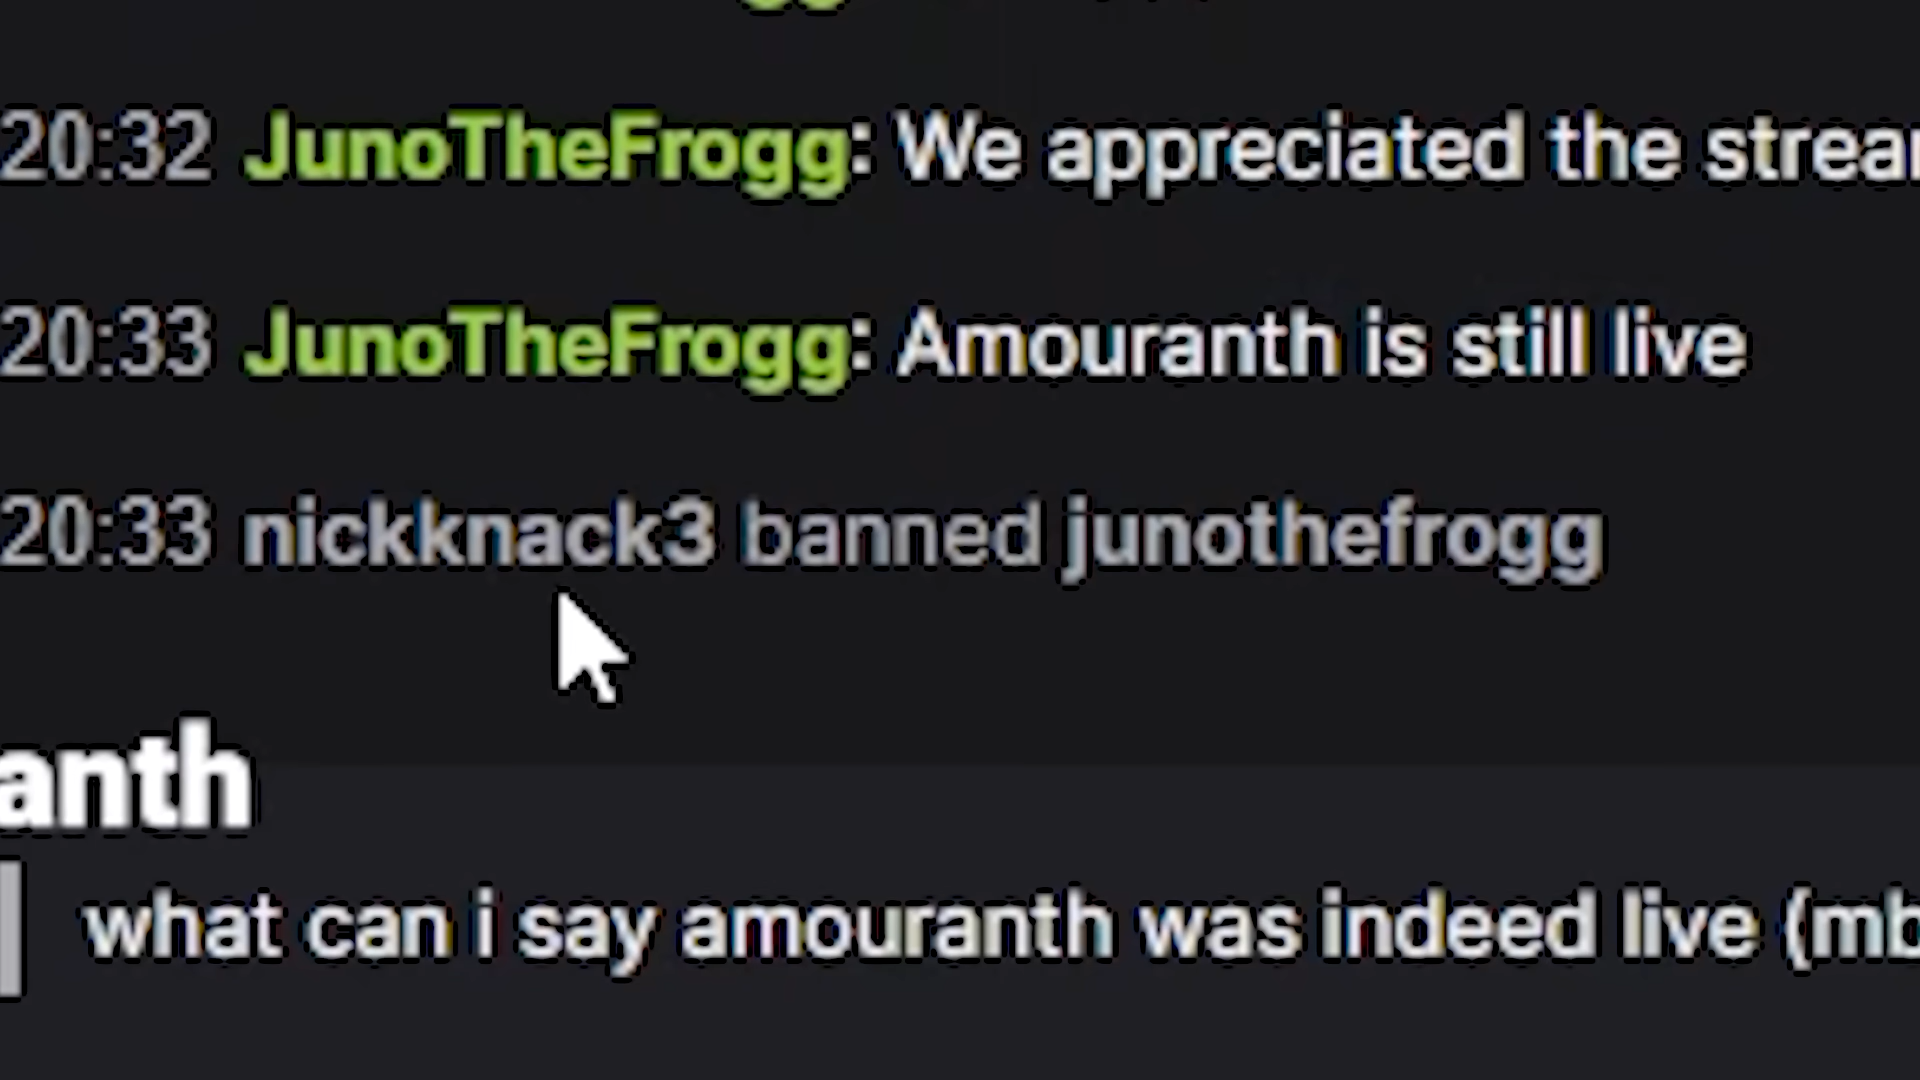 20:32 JunoTheFrogg: We appreciated the
20:33 JunoTheFrogg: Amouranth is still live
20:33 nickknack3 banned junothefrogg
anth
what can i say amouranth was indeed live (mb